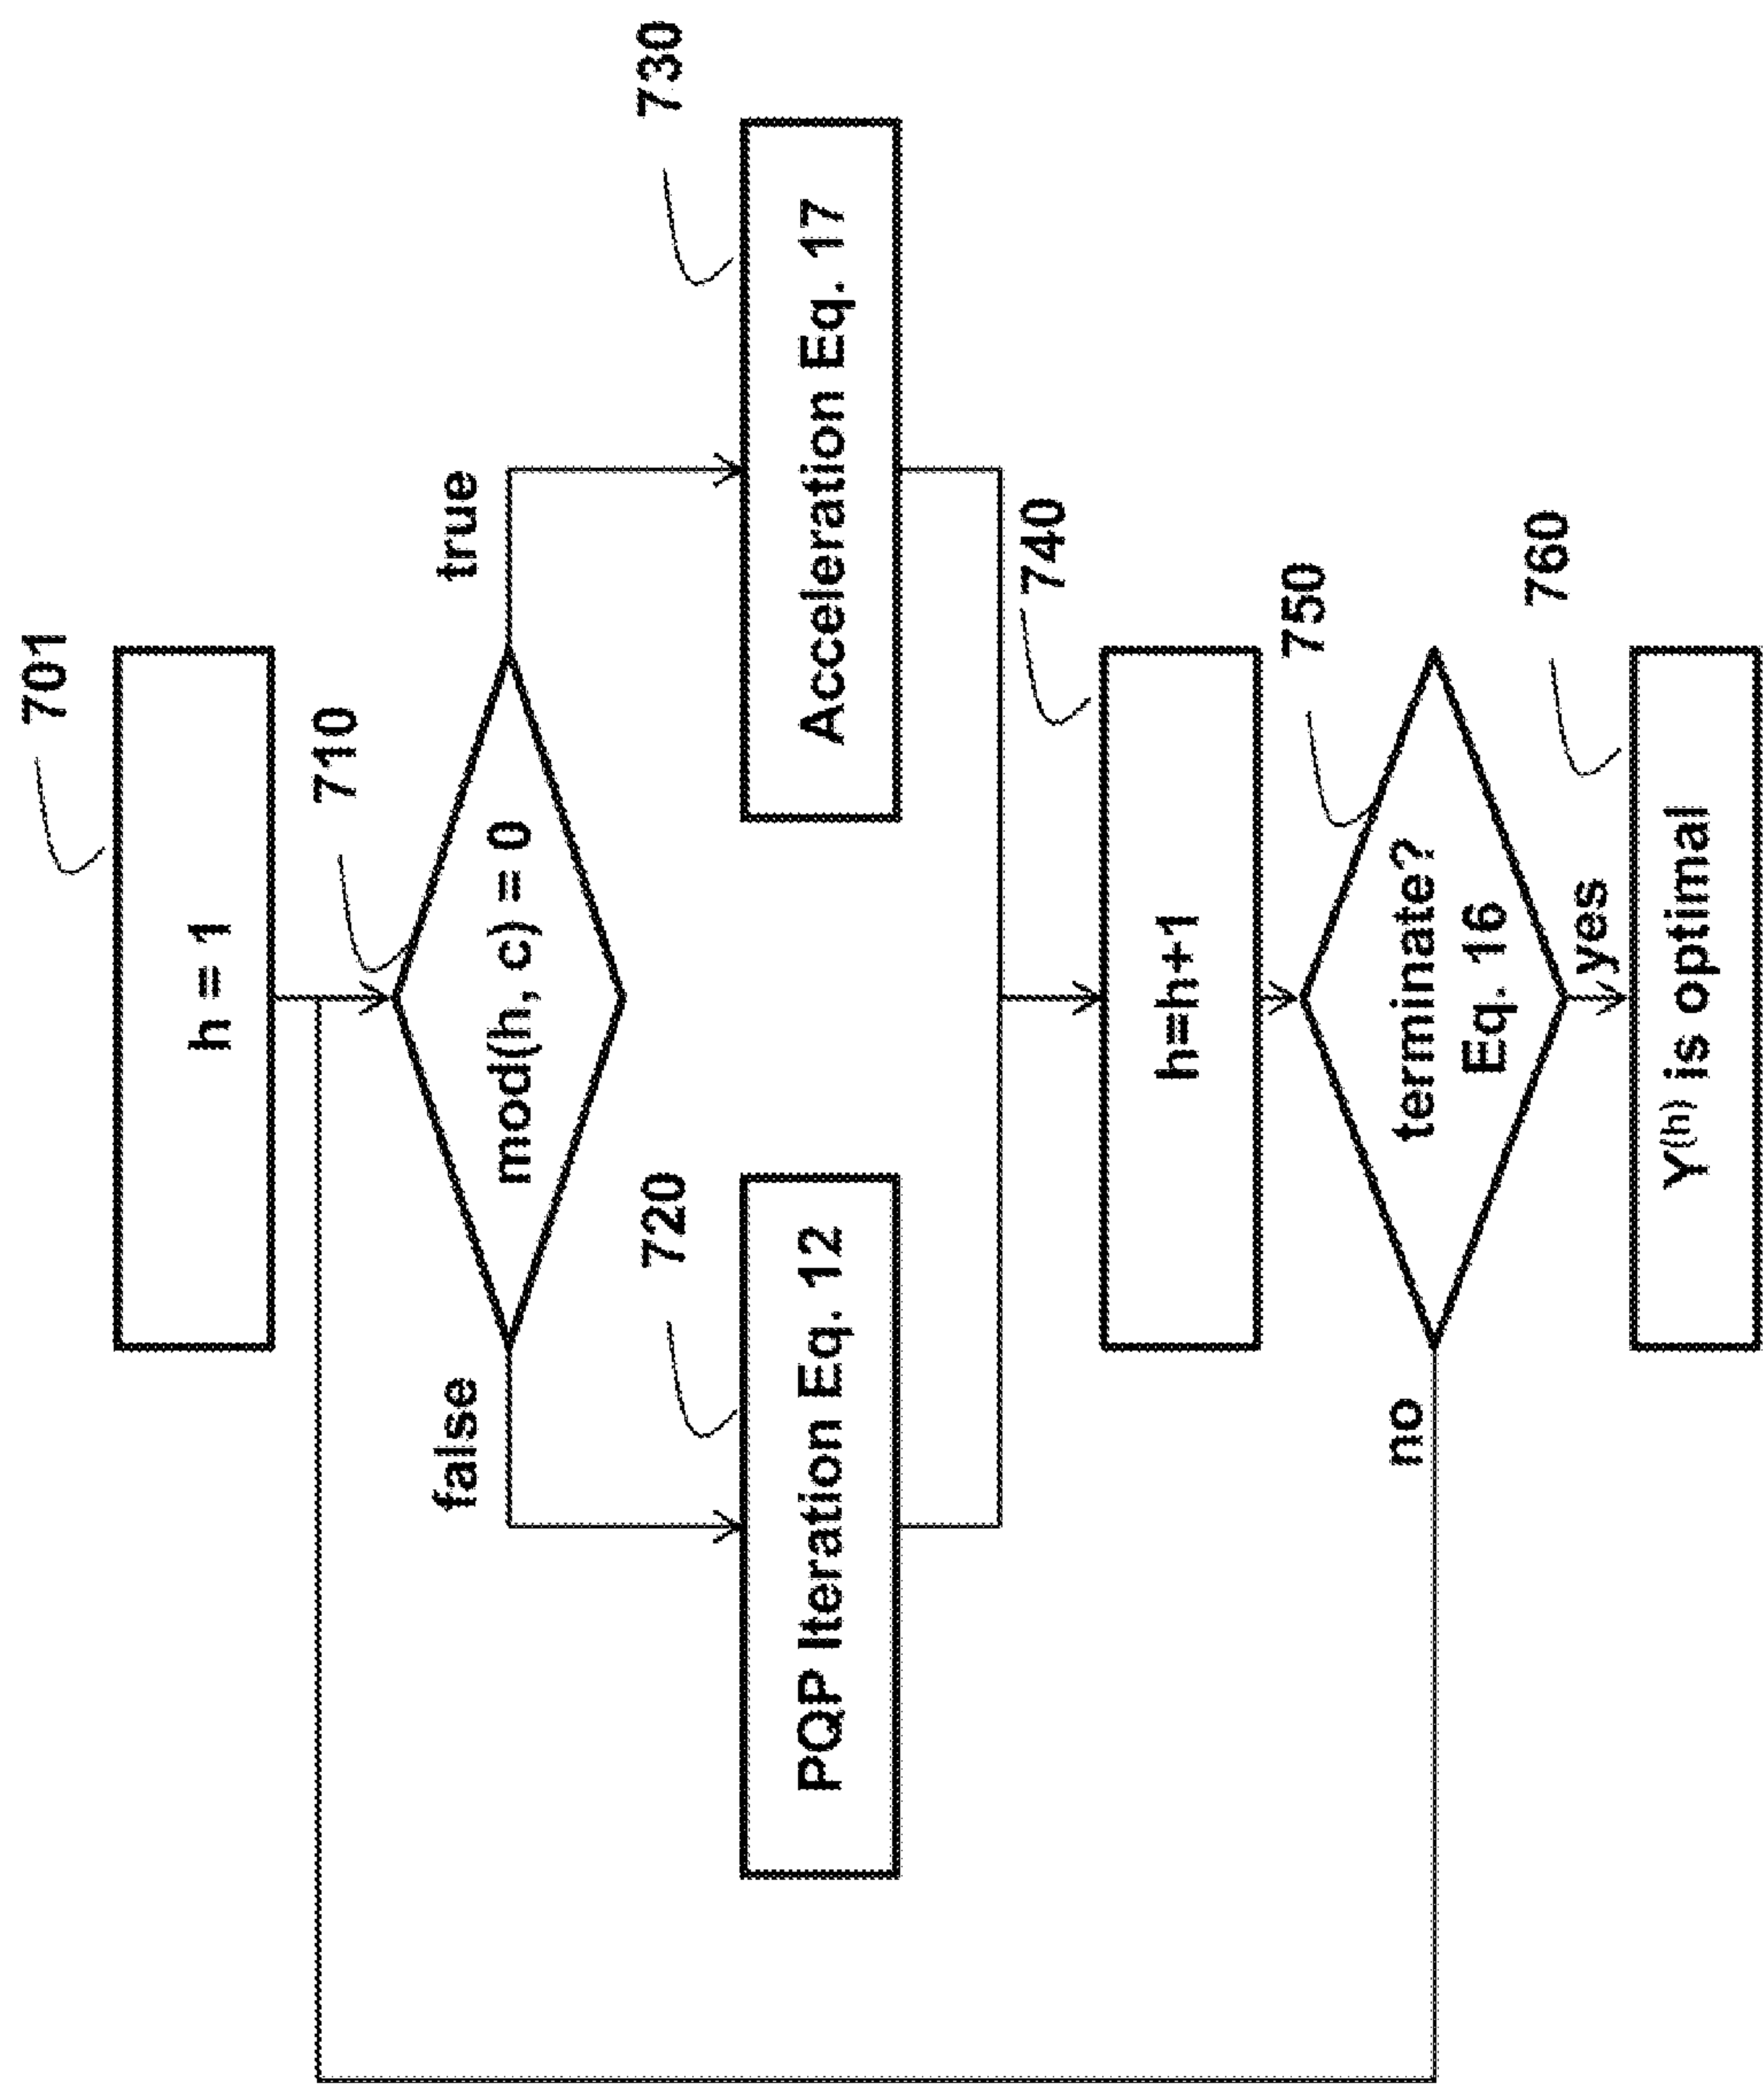 701
h = 1
710
mod(h, c) = 0
false
true
720
PQP Iteration Eq. 12
730
Acceleration Eq. 17
740
h=h+1
750
terminate?
Eq. 16
no
yes
760
Y⁽ʰ⁾ is optimal